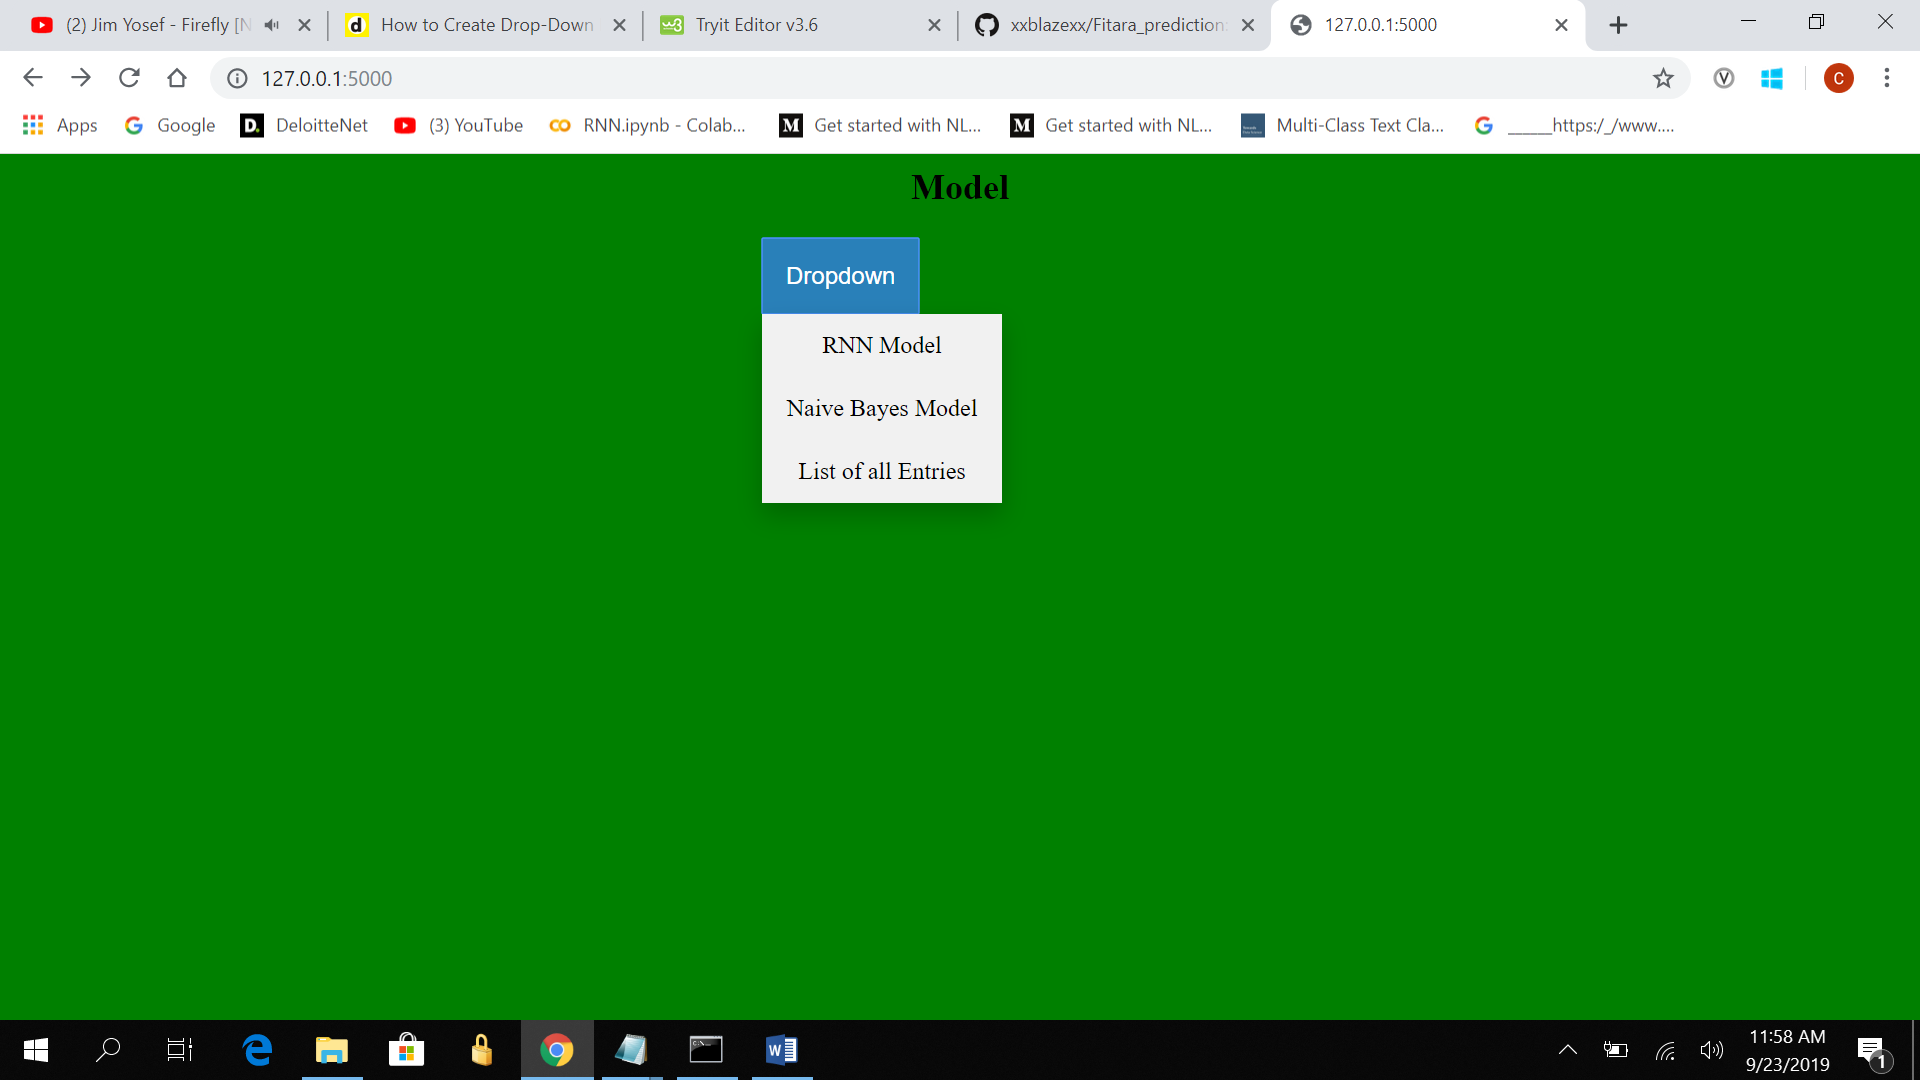 (2) Jim Yosef - Firefly [N
How to Create Drop-Down
Tryit Editor v3.6
xxblazexx/Fitara_prediction
127.0.0.1:5000
127.0.0.1:5000
C
Apps
Google
D.
DeloitteNet
(3) YouTube
RNN.ipynb - Colab...
M
Get started with NL...
M
Get started with NL...
Multi-Class Text Cla...
_____https:/_/www....
Model
Dropdown
RNN Model
Naive Bayes Model
List of all Entries
11:58 AM
9/23/2019
1